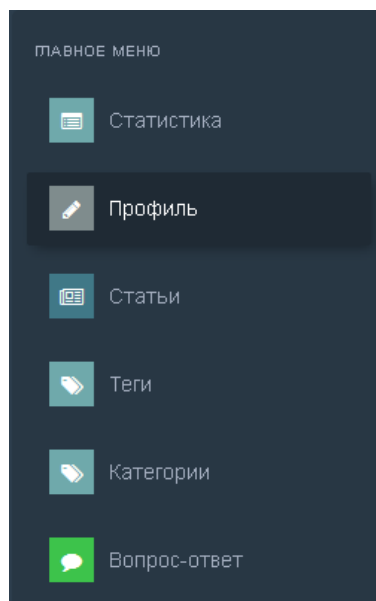 ГЛАВНОЕ МЕНЮ
Статистика
Профиль
Статьи
Теги
Категории
Вопрос-ответ